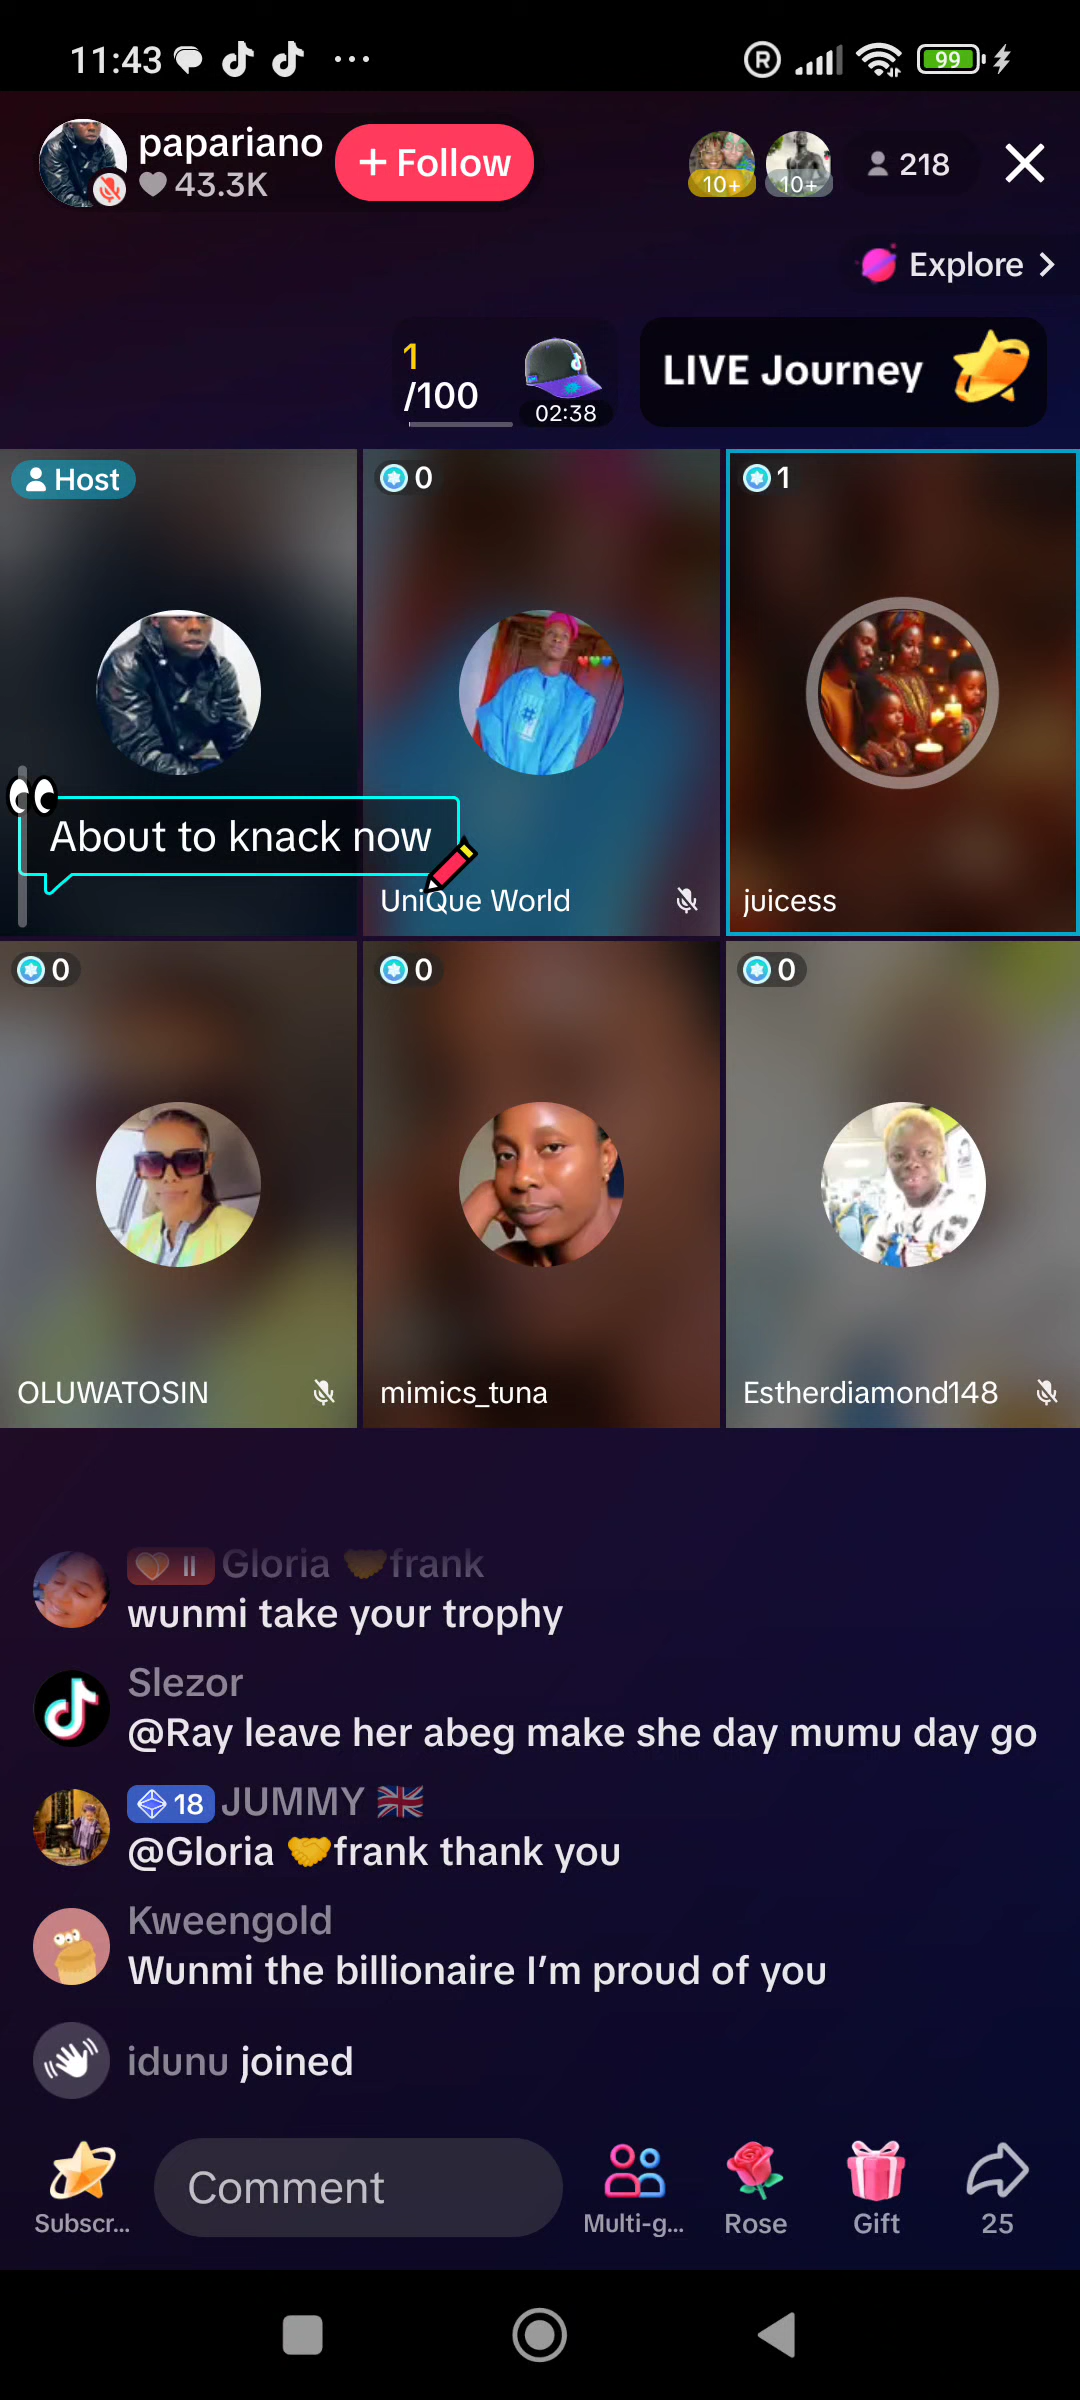 11:43
R
99
papariano
43.3K
+ Follow
10+
10+
218
Explore
1
/100
02:38
LIVE Journey
Host
0
1
About to knack now
UniQue World
juicess
0
0
0
OLUWATOSIN
mimics_tuna
Estherdiamond148
II Gloria 🤝frank
wunmi take your trophy
Slezor
@Ray leave her abeg make she day mumu day go
18 JUMMY 🇬🇧
@Gloria 🤝frank thank you
Kweengold
Wunmi the billionaire I’m proud of you
idunu joined
Subscr...
Comment
Multi-g...
Rose
Gift
25